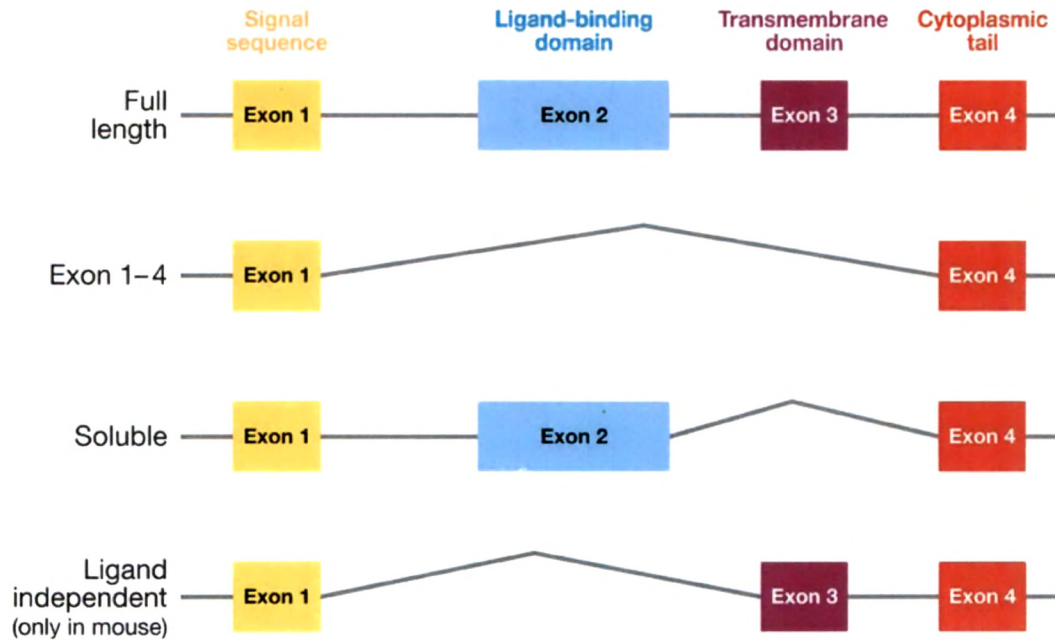 Signal
sequence
Ligand-binding
domain
Transmembrane
domain
Cytoplasmic
tail
Full
length
Exon 1
Exon 2
Exon 3
Exon 4
Exon 1–4
Exon 1
Exon 4
Soluble
Exon 1
Exon 2
Exon 4
Ligand
independent
(only in mouse)
Exon 1
Exon 3
Exon 4